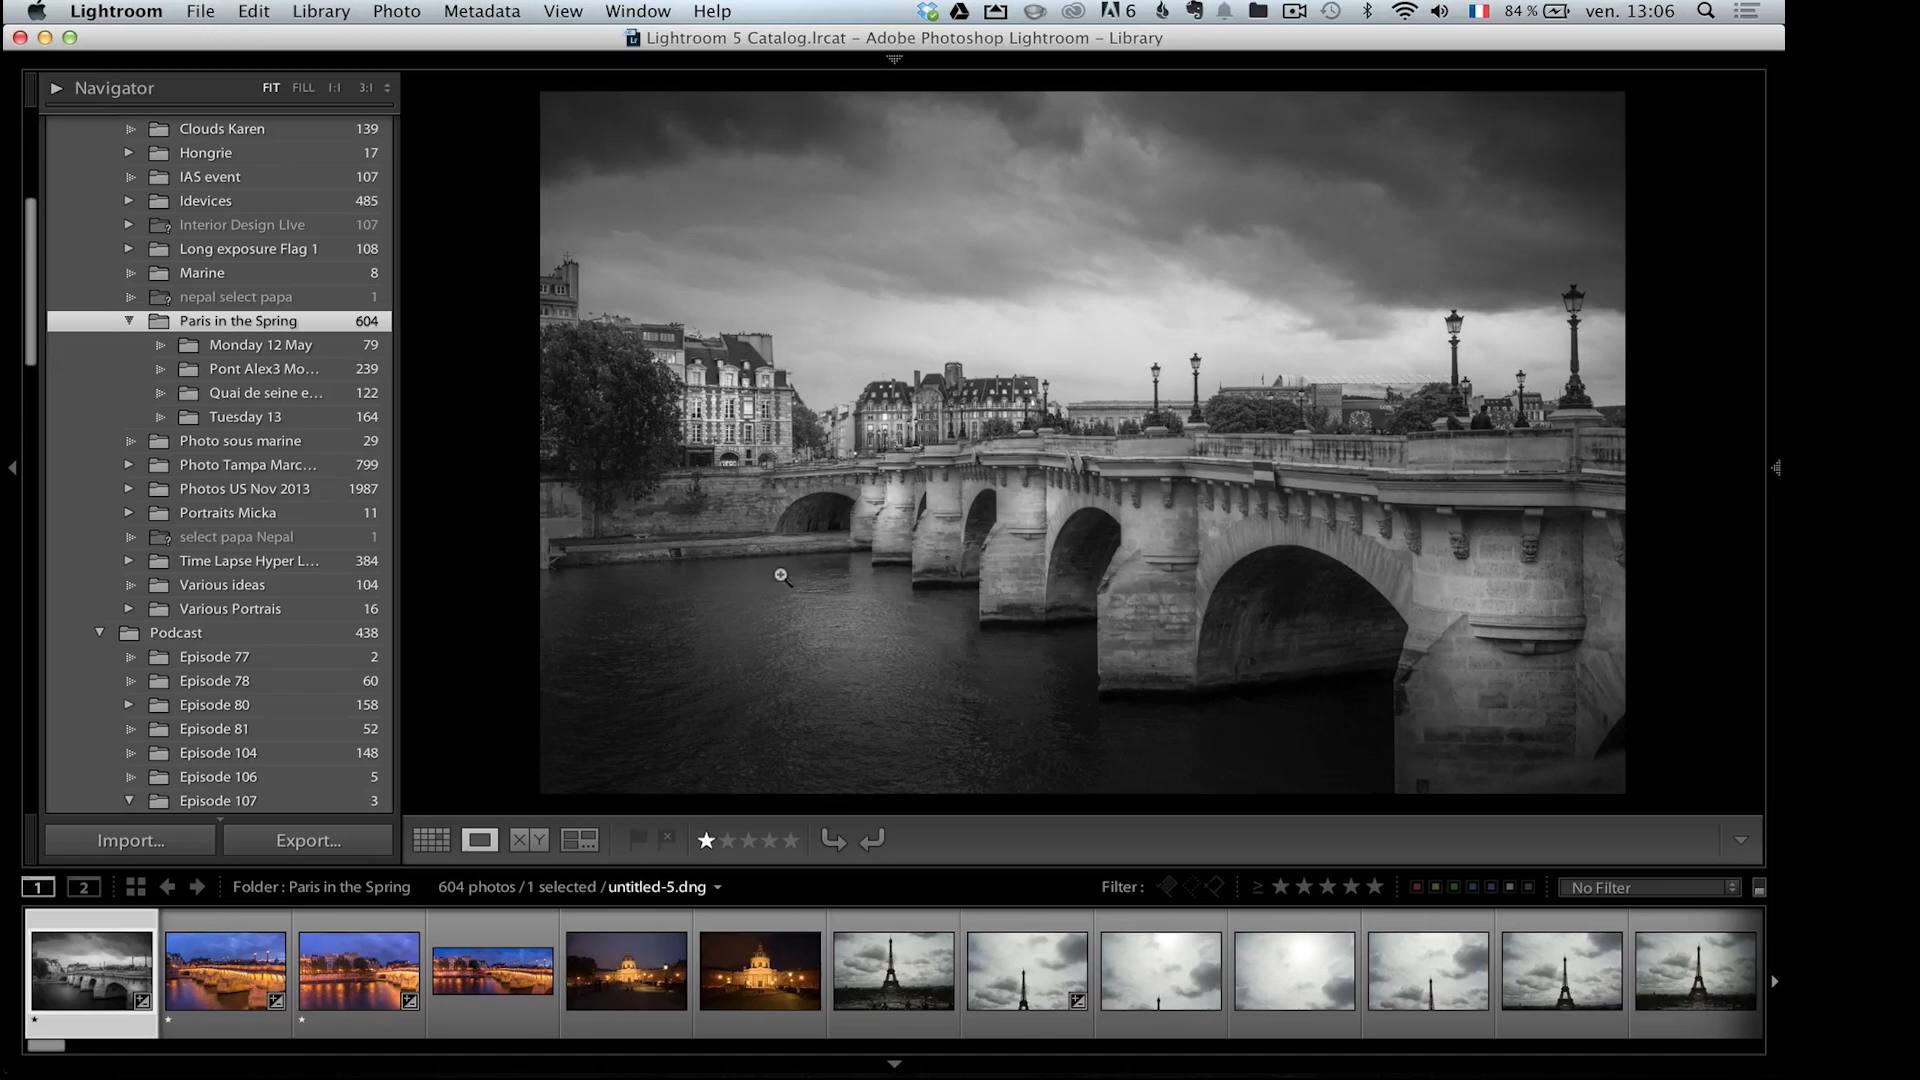 Lightroom File Edit Library Photo Metadata View Window Help 6 84 % ven. 13:06
Lightroom 5 Catalog.lrcat – Adobe Photoshop Lightroom – Library
Navigator FIT FILL 1:1 3:1
Clouds Karen 139
Hongrie 17
IAS event 107
Idevices 485
Interior Design LIve 107
Long exposure Flag 1 108
Marine 8
nepal select papa 1
Paris in the Spring 604
Monday 12 May 79
Pont Alex3 Mo... 239
Quai de seine e... 122
Tuesday 13 164
Photo sous marine 29
Photo Tampa Marc... 799
Photos US Nov 2013 1987
Portraits Micka 11
select papa Nepal 1
Time Lapse Hyper L... 384
Various ideas 104
Various Portrais 16
Podcast 438
Episode 77 2
Episode 78 60
Episode 80 158
Episode 81 52
Episode 104 148
Episode 106 5
Episode 107 3
Import... Export... X Y
1 2 Folder : Paris in the Spring 604 photos / 1 selected / untitled-5.dng Filter : ≥ No Filter